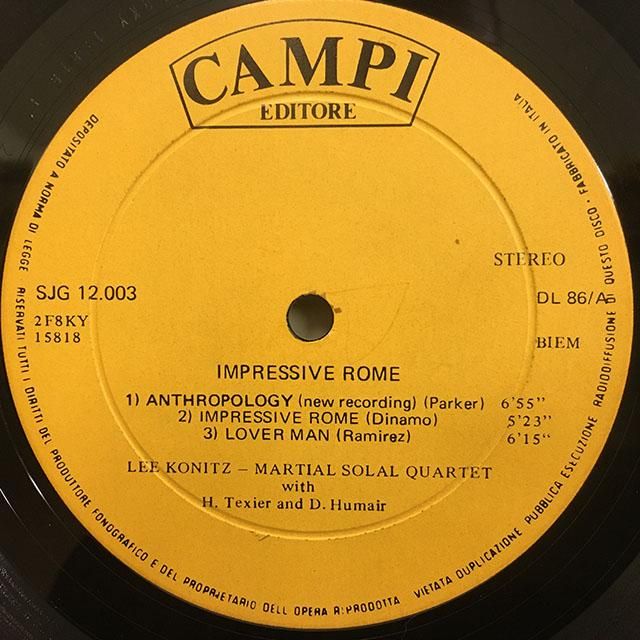 CAMPI
EDITORE
DEPOSITATO A NORMA DI LEGGE RISERVATI TUTTI I DIRITTI DEL PRODUTTORE FONOGRAFICO E DEL PROPRIETARIO DELL OPERA RIPRODOTTA VIETATA DUPLICAZIONE PUBBLICA ESECUZIONE RADIODIFFUSIONE DI QUESTO DISCO • FABBRICATO IN ITALIA
STEREO
SJG 12.003
DL 86/A
2F8KY
15818
BIEM
IMPRESSIVE ROME
1) ANTHROPOLOGY (new recording) (Parker) 6'55"
2) IMPRESSIVE ROME (Dinamo) 5'23"
3) LOVER MAN (Ramirez) 6'15"
LEE KONITZ – MARTIAL SOLAL QUARTET
with
H. Texier and D. Humair